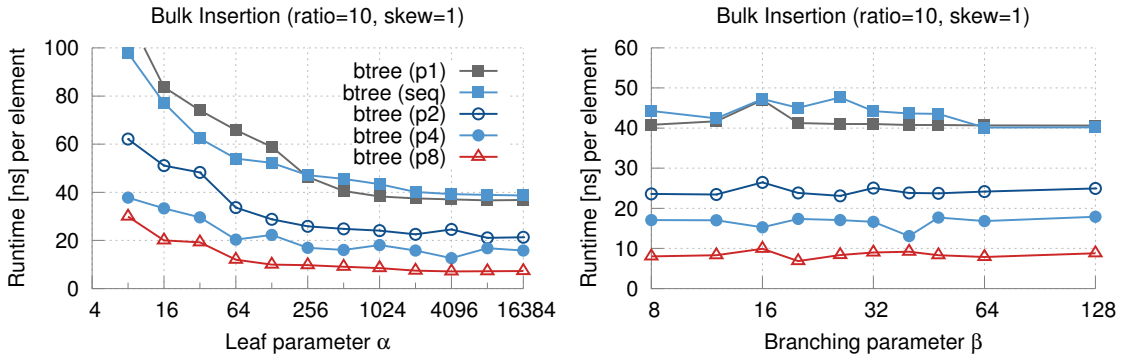 Bulk Insertion (ratio=10, skew=1)
Runtime [ns] per element
100
80
60
40
20
0
btree (p1)
btree (seq)
btree (p2)
btree (p4)
btree (p8)
4 16 64 256 1024 4096 16384
Leaf parameter α
Bulk Insertion (ratio=10, skew=1)
Runtime [ns] per element
60
50
40
30
20
10
0
8 16 32 64 128
Branching parameter β